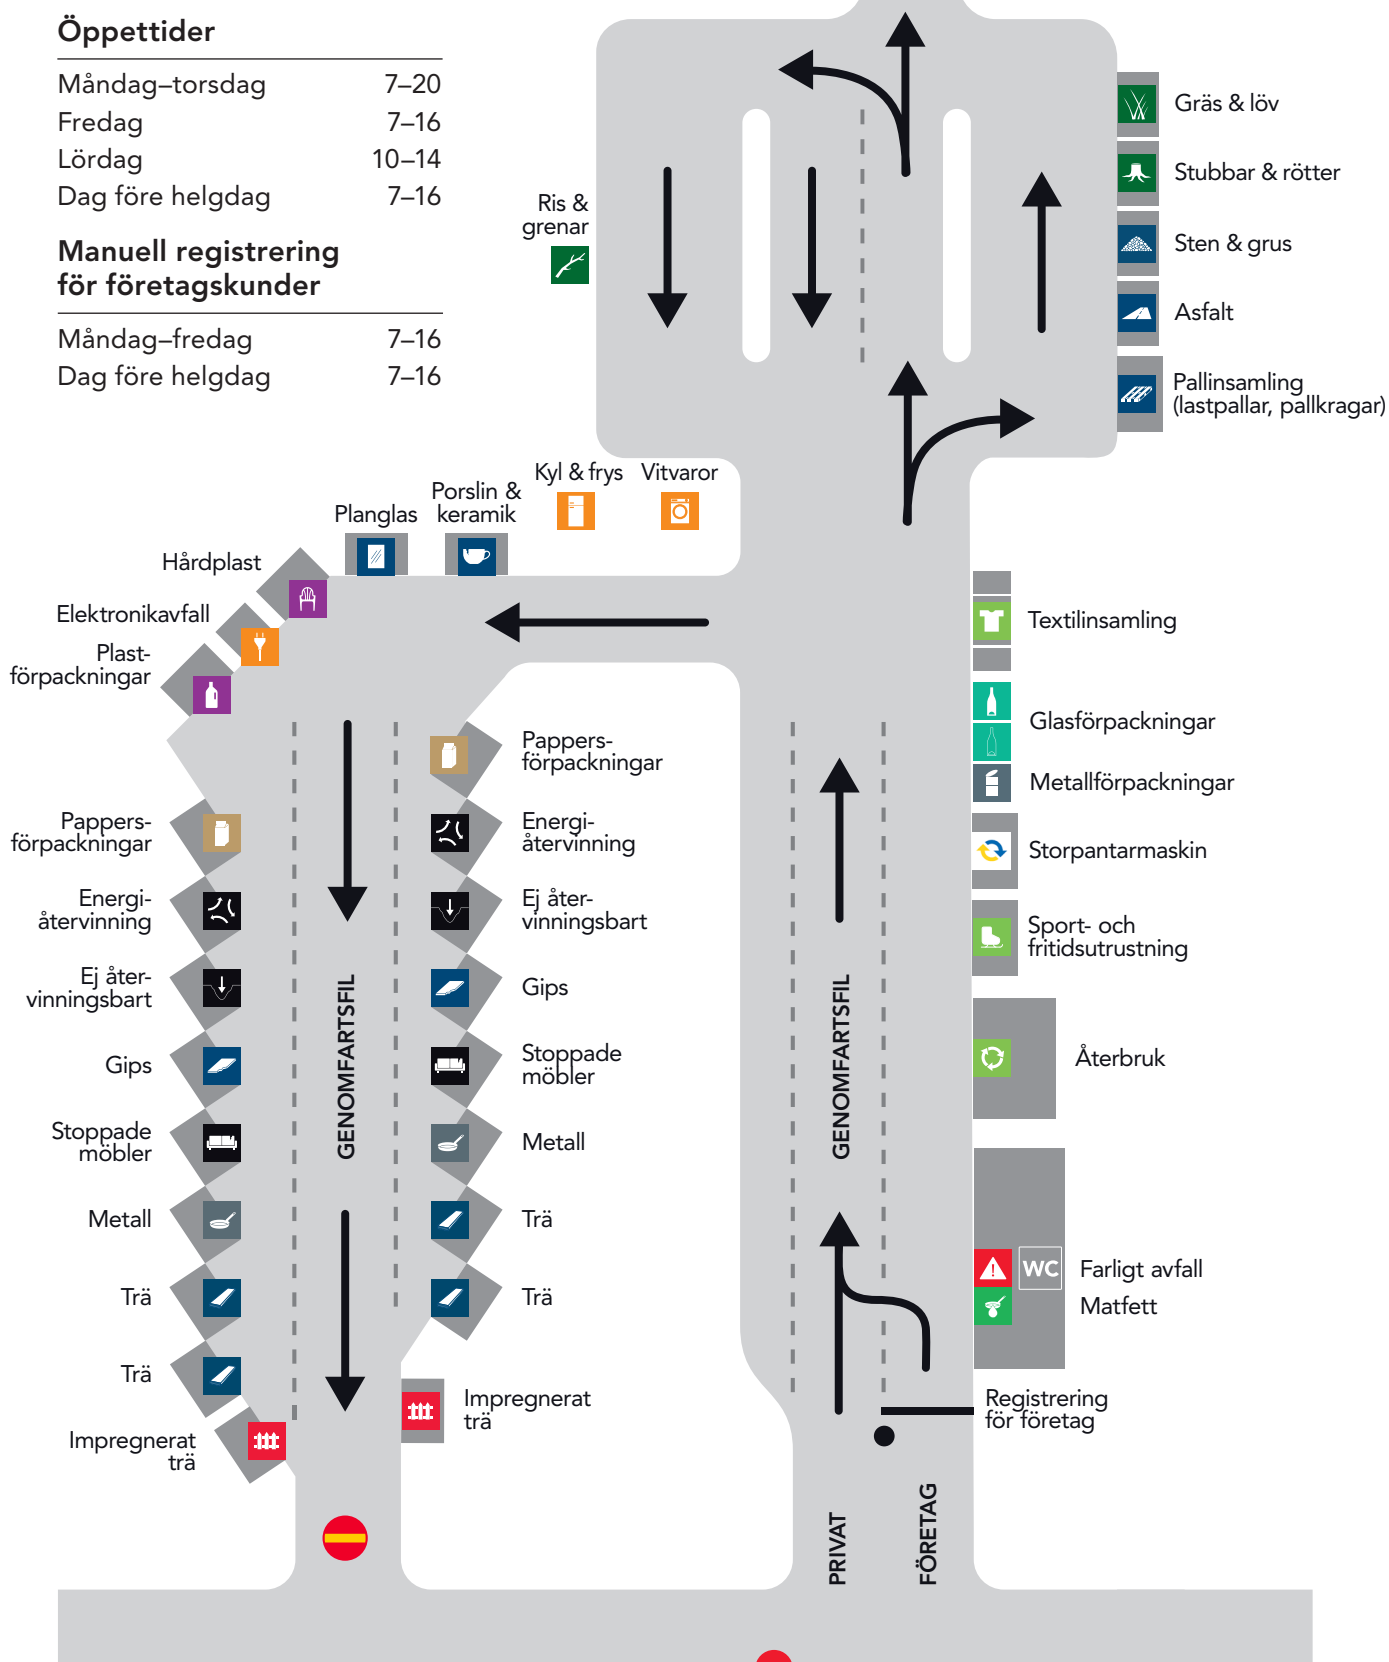 Öppettider
Måndag–torsdag 7–20
Fredag 7–16
Lördag 10–14
Dag före helgdag 7–16
Manuell registrering
för företagskunder
Måndag–fredag 7–16
Dag före helgdag 7–16
Ris &
grenar
Gräs & löv
Stubbar & rötter
Sten & grus
Asfalt
Pallinsamling
(lastpallar, pallkragar)
Kyl & frys
Vitvaror
Porslin &
keramik
Planglas
Hårdplast
Elektronikavfall
Plast-
förpackningar
Pappers-
förpackningar
Energi-
återvinning
Ej åter-
vinningsbart
Gips
Stoppade
möbler
Metall
Trä
Trä
Impregnerat
trä
GENOMFARTSFIL
Pappers-
förpackningar
Energi-
återvinning
Ej åter-
vinningsbart
Gips
Stoppade
möbler
Metall
Trä
Trä
Impregnerat
trä
GENOMFARTSFIL
Textilinsamling
Glasförpackningar
Metallförpackningar
Storpantarmaskin
Sport- och
fritidsutrustning
Återbruk
WC
Farligt avfall
Matfett
Registrering
för företag
PRIVAT
FÖRETAG